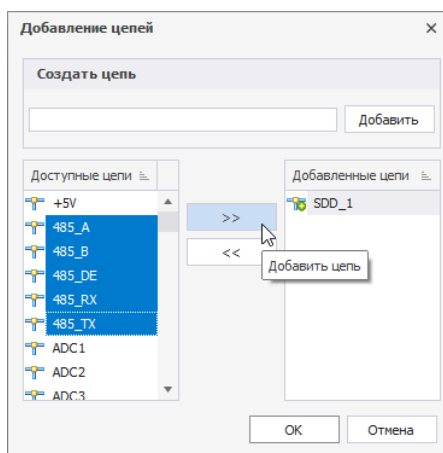 Добавление цепей
Создать цепь
Добавить
Доступные цепи
+5V
485_A
485_B
485_DE
485_RX
485_TX
ADC1
ADC2
ADC3
>>
<<
Добавить цепь
Добавленные цепи
SDD_1
OK
Отмена